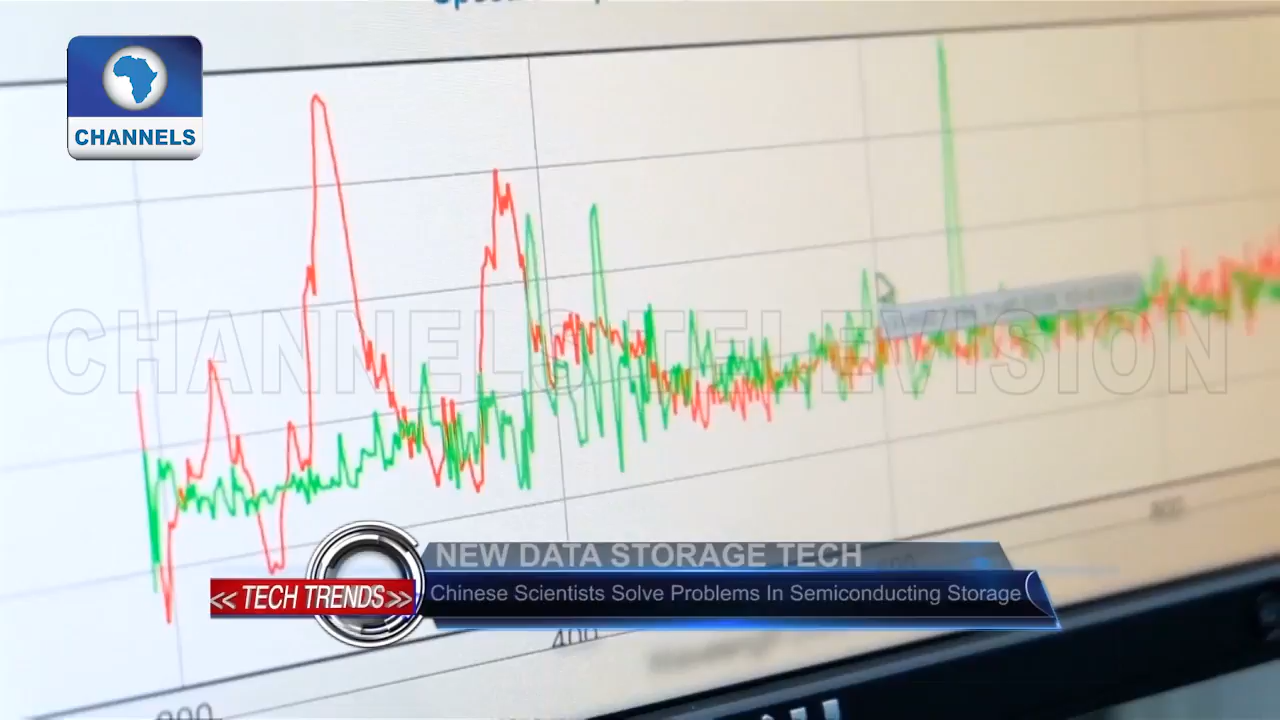 CHANNELS
CHANNELS TELEVISION
NEW DATA STORAGE TECH
<< TECH TRENDS >>
Chinese Scientists Solve Problems In Semiconducting Storage
400